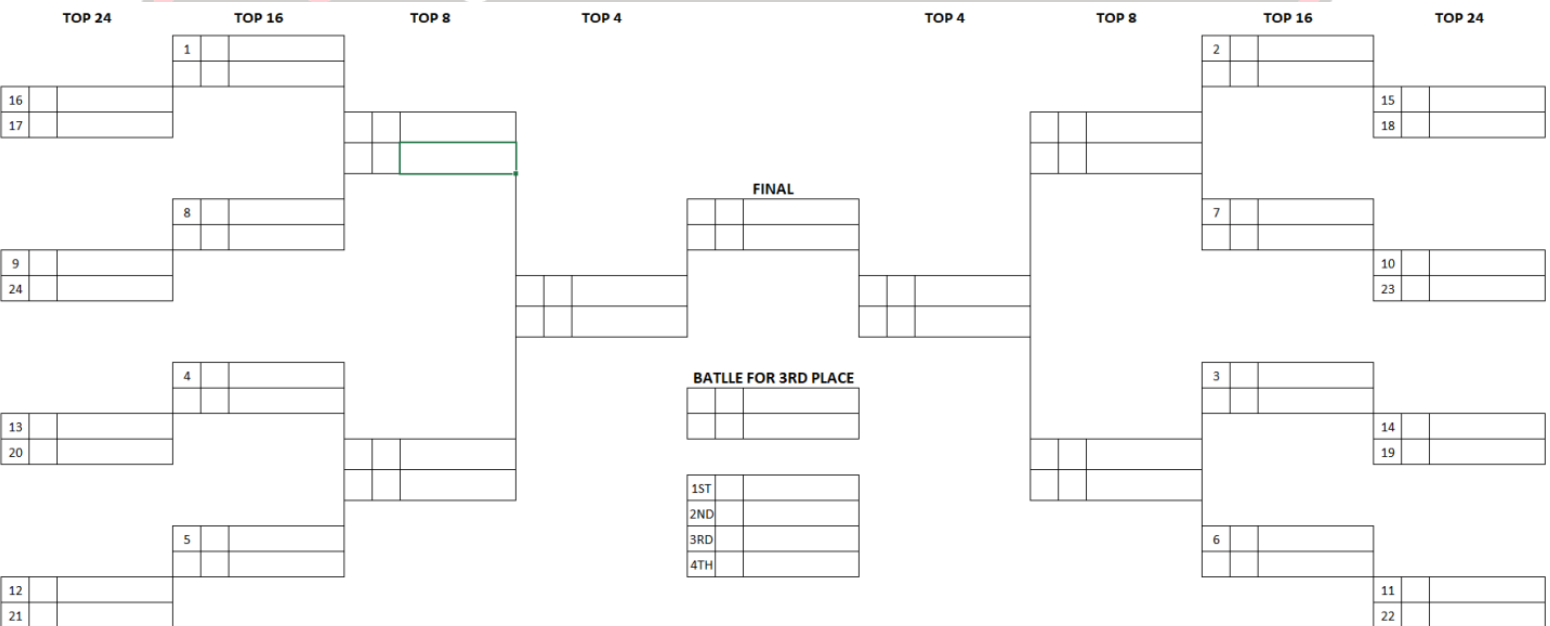 TOP 24 TOP 16 TOP 8 TOP 4 TOP 4 TOP 8 TOP 16 TOP 24
1 2
16 15
17 18
FINAL
8 7
9 10
24 23
4 3
BATLLE FOR 3RD PLACE
13 14
20 19
1ST
2ND
5 3RD 6
4TH
12 11
21 22